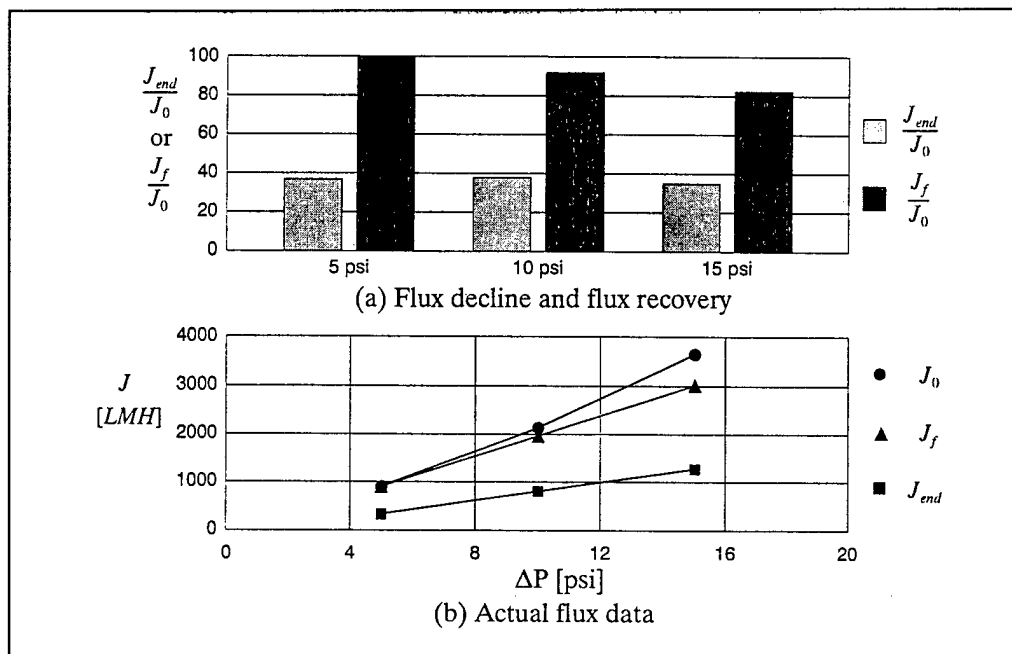 100
80
60
40
20
0
J_end
J_0
or
J_f
J_0
5 psi
10 psi
15 psi
J_end
J_0
J_f
J_0
(a) Flux decline and flux recovery
4000
3000
2000
1000
0
J
[LMH]
0
4
8
12
16
20
ΔP [psi]
J_0
J_f
J_end
(b) Actual flux data